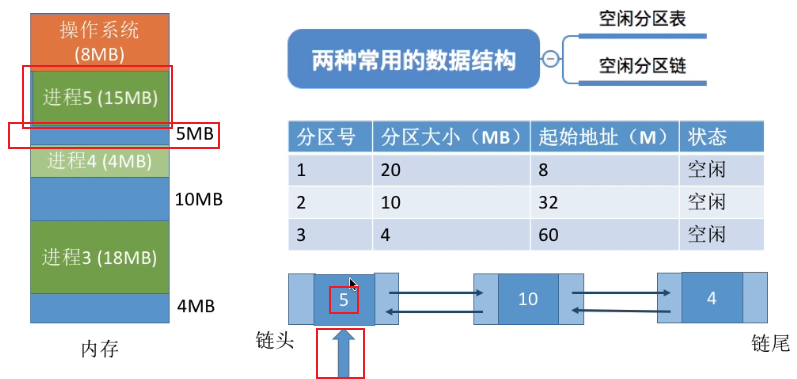 操作系统
(8MB)
进程5 (15MB)
5MB
进程4 (4MB)
10MB
进程3 (18MB)
4MB
内存
两种常用的数据结构
空闲分区表
空闲分区链
分区号 分区大小（MB） 起始地址（M） 状态
1 20 8 空闲
2 10 32 空闲
3 4 60 空闲
5 10 4
链头 链尾